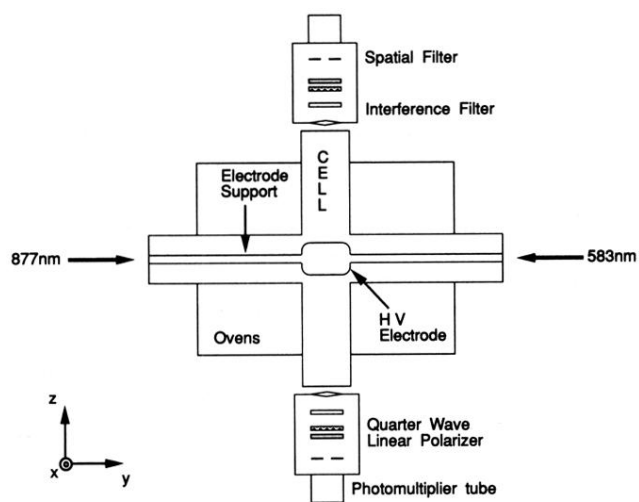 Spatial Filter
Interference Filter
C
E
L
L
Electrode
Support
877nm
583nm
H V
Electrode
Ovens
z
x
y
Quarter Wave
Linear Polarizer
Photomultiplier tube